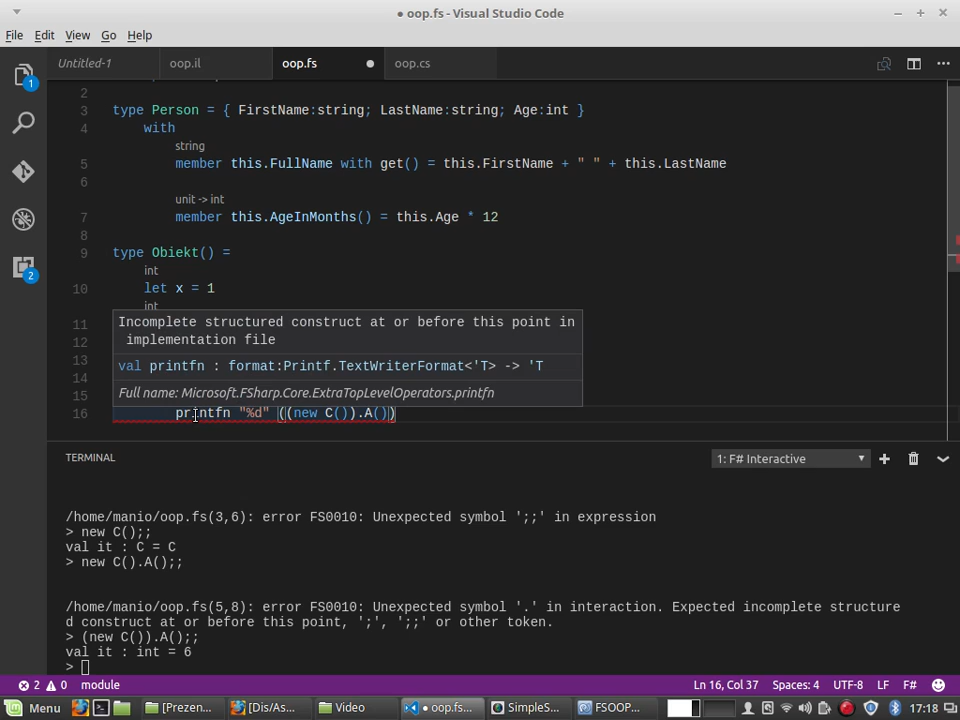 ● oop.fs - Visual Studio Code
File Edit View Go Help
Untitled-1 oop.il oop.fs oop.cs
2
3 type Person = { FirstName:string; LastName:string; Age:int }
4 with
string
5 member this.FullName with get() = this.FirstName + " " + this.LastName
6
unit -> int
7 member this.AgeInMonths() = this.Age * 12
8
9 type Obiekt() =
int
10 let x = 1
int
11
12
13
14
15
Incomplete structured construct at or before this point in
implementation file
val printfn : format:Printf.TextWriterFormat<'T> -> 'T
Full name: Microsoft.FSharp.Core.ExtraTopLevelOperators.printfn
16 printfn "%d" ((new C()).A())
1
2
TERMINAL
1: F# Interactive
/home/manio/oop.fs(3,6): error FS0010: Unexpected symbol ';;' in expression
> new C();;
val it : C = C
> new C().A();;
/home/manio/oop.fs(5,8): error FS0010: Unexpected symbol '.' in interaction. Expected incomplete structure
d construct at or before this point, ';', ';;' or other token.
> (new C()).A();;
val it : int = 6
>
2 0 module Ln 16, Col 37 Spaces: 4 UTF-8 LF F#
Menu [Prezen... [Dis/As... Video ● oop.fs... SimpleS... FSOOP... 17:18